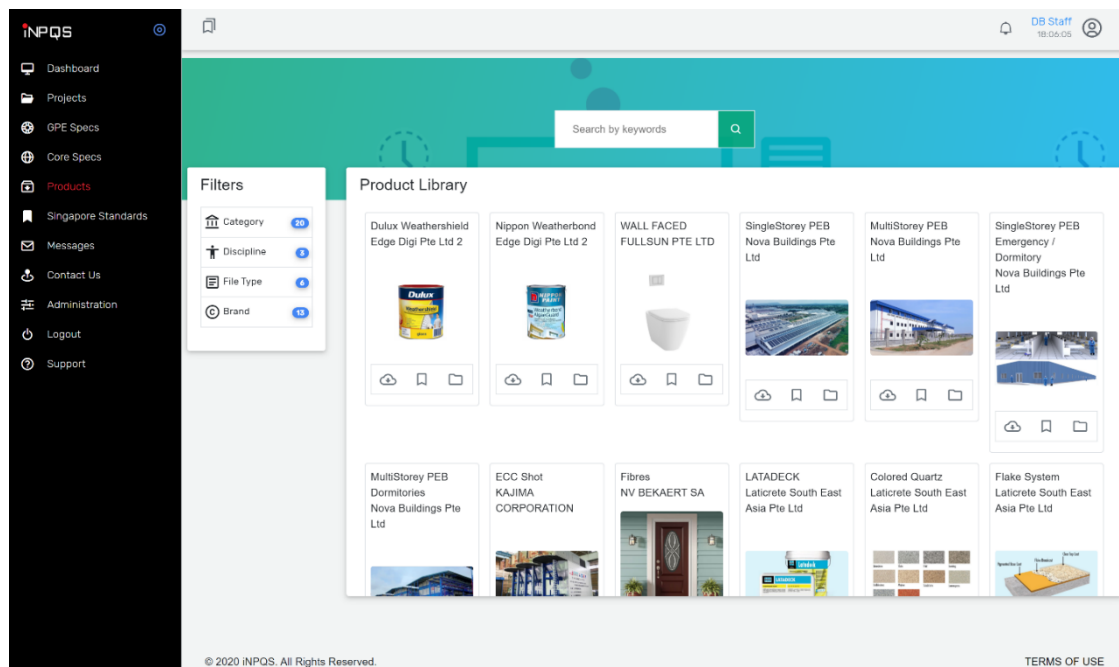 iNPQS
DB Staff
18:06:05
Dashboard
Projects
GPE Specs
Core Specs
Products
Singapore Standards
Messages
Contact Us
Administration
Logout
Support
Search by keywords
Filters
Category 20
Discipline 3
File Type 6
Brand 13
Product Library
Dulux Weathershield
Edge Digi Pte Ltd 2
Dulux
Nippon Weatherbond
Edge Digi Pte Ltd 2
NIPPON
PAINT
WALL FACED
FULLSUN PTE LTD
SingleStorey PEB
Nova Buildings Pte
Ltd
MultiStorey PEB
Nova Buildings Pte
Ltd
SingleStorey PEB
Emergency /
Dormitory
Nova Buildings Pte
Ltd
MultiStorey PEB
Dormitories
Nova Buildings Pte
Ltd
ECC Shot
KAJIMA
CORPORATION
Fibres
NV BEKAERT SA
LATADECK
Laticrete South East
Asia Pte Ltd
LATADECK
Colored Quartz
Laticrete South East
Asia Pte Ltd
Flake System
Laticrete South East
Asia Pte Ltd
© 2020 iNPQS. All Rights Reserved.
TERMS OF USE